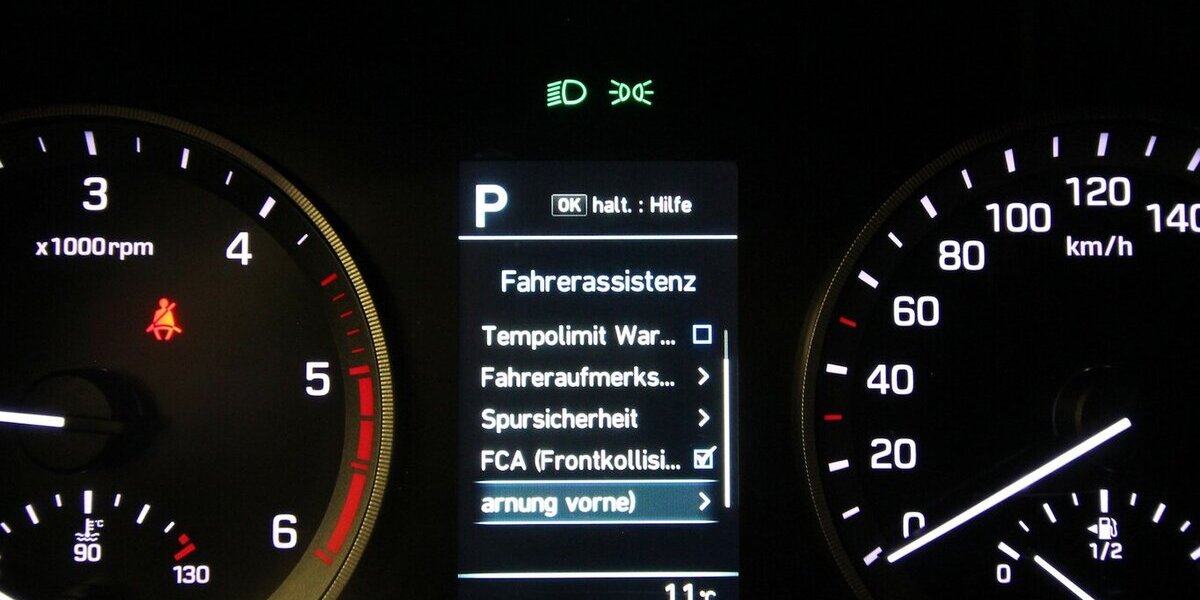 3
x1000rpm
4
5
6
90
130
P
OK halt. : Hilfe
Fahrerassistenz
Tempolimit War...
Fahreraufmerks...
Spursicherheit
FCA (Frontkollisi...
arnung vorne)
11°C
120
100
140
km/h
80
60
40
20
0
1/2
0